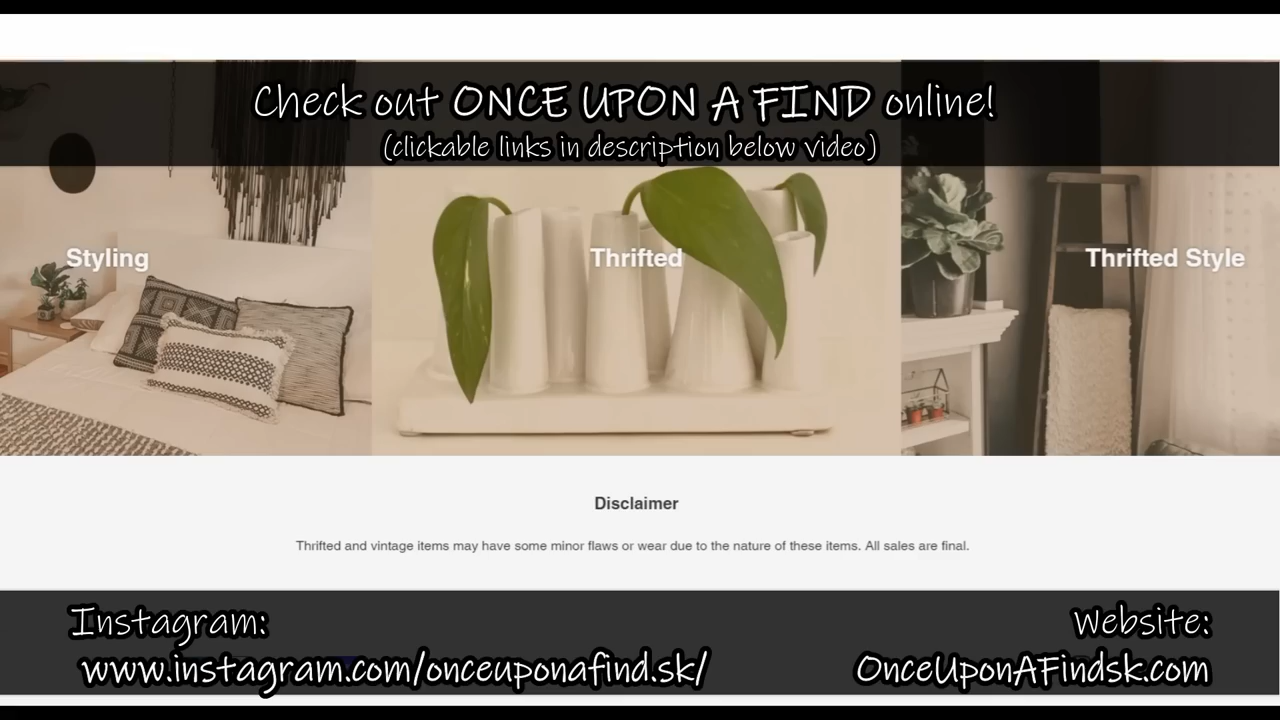 Check out ONCE UPON A FIND online!
(clickable links in description below video)
Styling
Thrifted
Thrifted Style
Disclaimer
Thrifted and vintage items may have some minor flaws or wear due to the nature of these items. All sales are final.
Instagram:
www.instagram.com/onceuponafind.sk/
Website:
OnceUponAFindsk.com